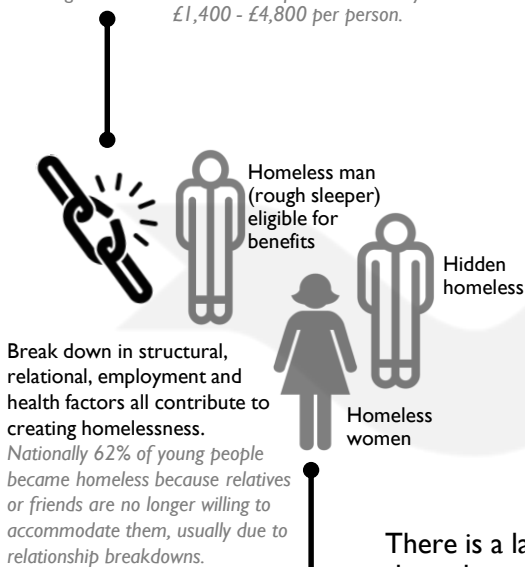 £1,400 - £4,800 per person.
Homeless man
(rough sleeper)
eligible for
benefits
Hidden
homeless
Homeless
women
Break down in structural,
relational, employment and
health factors all contribute to
creating homelessness.
Nationally 62% of young people
became homeless because relatives
or friends are no longer willing to
accommodate them, usually due to
relationship breakdowns.
There is a